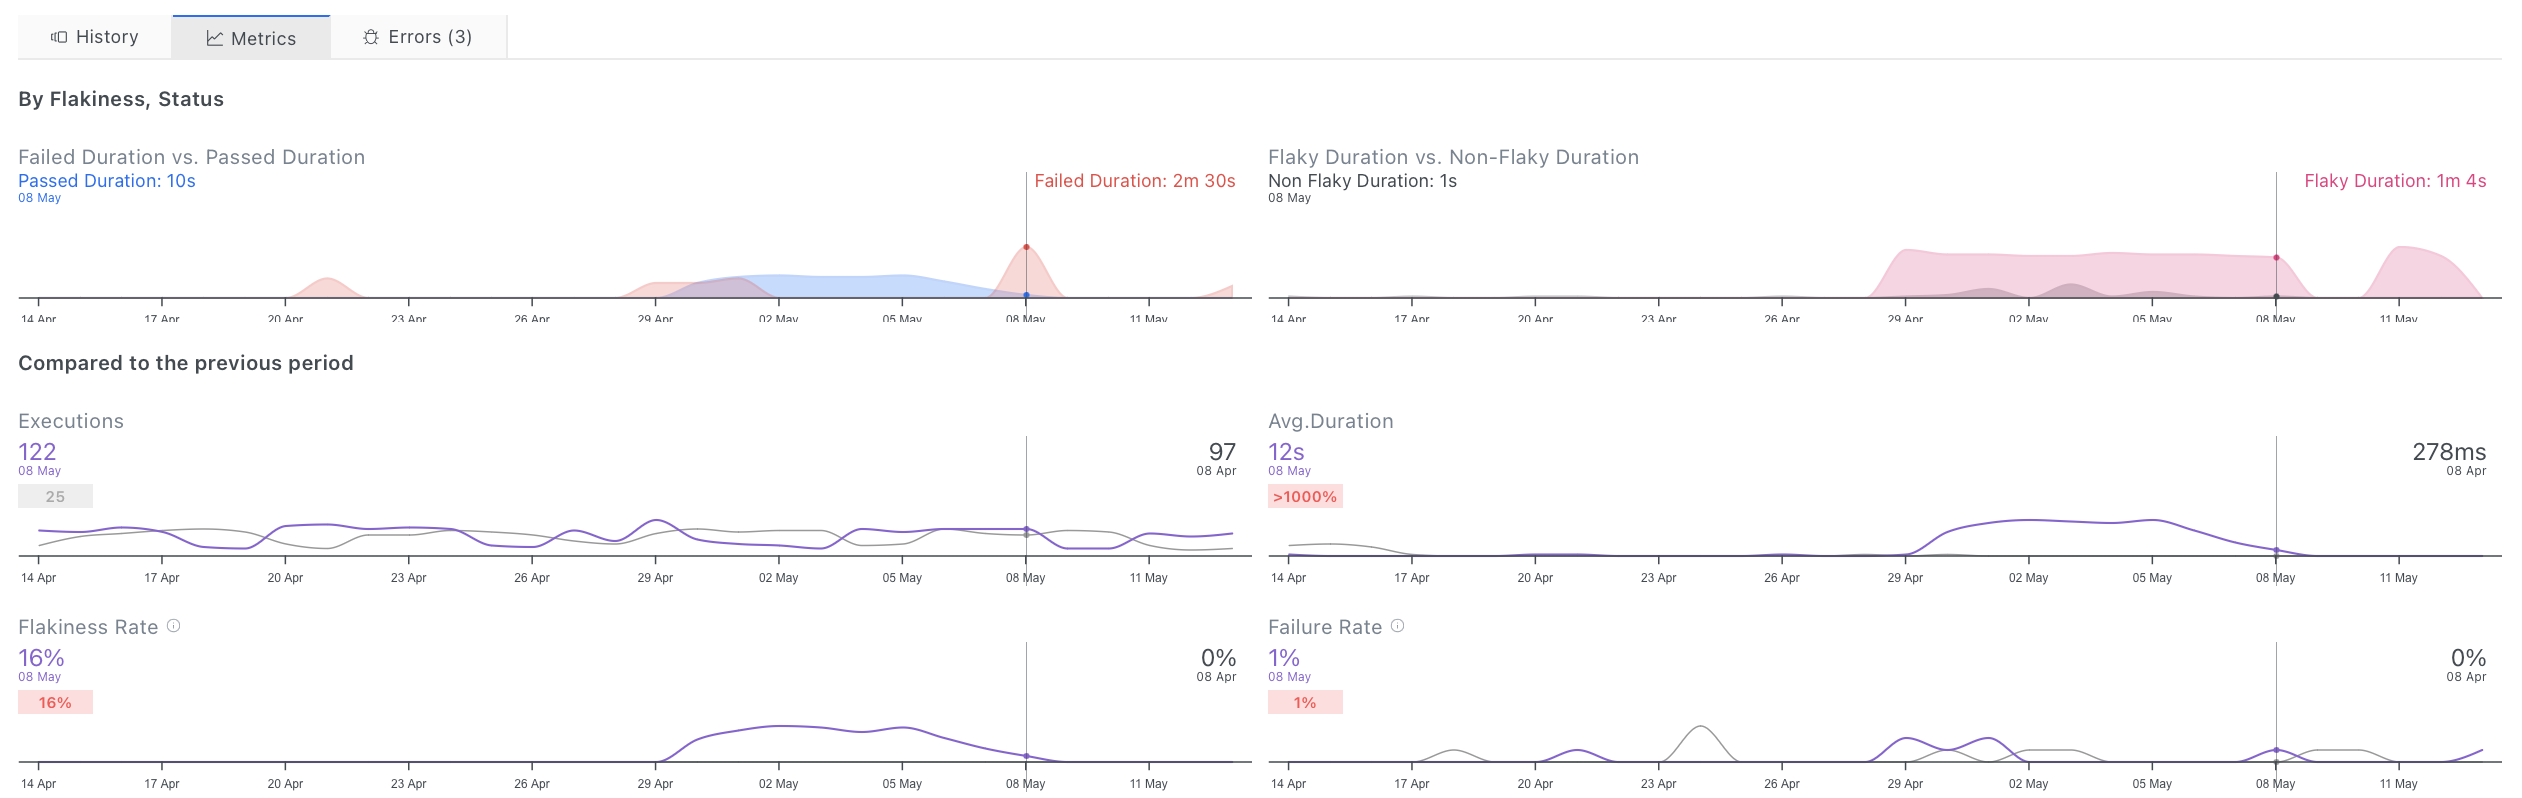 History
Metrics
Errors (3)
By Flakiness, Status
Failed Duration vs. Passed Duration
Passed Duration: 10s
08 May
Failed Duration: 2m 30s
14 Apr 17 Apr 20 Apr 23 Apr 26 Apr 29 Apr 02 May 05 May 08 May 11 May
Flaky Duration vs. Non-Flaky Duration
Non Flaky Duration: 1s
08 May
Flaky Duration: 1m 4s
14 Apr 17 Apr 20 Apr 23 Apr 26 Apr 29 Apr 02 May 05 May 08 May 11 May
Compared to the previous period
Executions
122
08 May
25
97
08 Apr
14 Apr 17 Apr 20 Apr 23 Apr 26 Apr 29 Apr 02 May 05 May 08 May 11 May
Avg.Duration
12s
08 May
>1000%
278ms
08 Apr
14 Apr 17 Apr 20 Apr 23 Apr 26 Apr 29 Apr 02 May 05 May 08 May 11 May
Flakiness Rate
16%
08 May
16%
0%
08 Apr
14 Apr 17 Apr 20 Apr 23 Apr 26 Apr 29 Apr 02 May 05 May 08 May 11 May
Failure Rate
1%
08 May
1%
0%
08 Apr
14 Apr 17 Apr 20 Apr 23 Apr 26 Apr 29 Apr 02 May 05 May 08 May 11 May